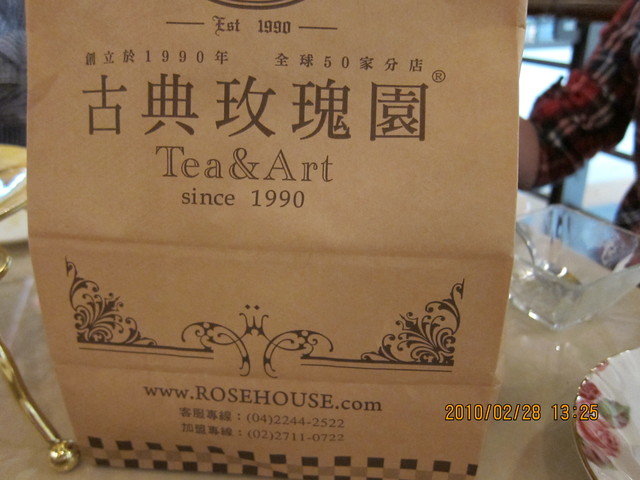 Est 1990
創立於1990年 全球50家分店
古典玫瑰園®
Tea&Art
since 1990
www.ROSEHOUSE.com
客服專線：(04)2244-2522
加盟專線：(02)2711-0722
2010/02/28 13:25